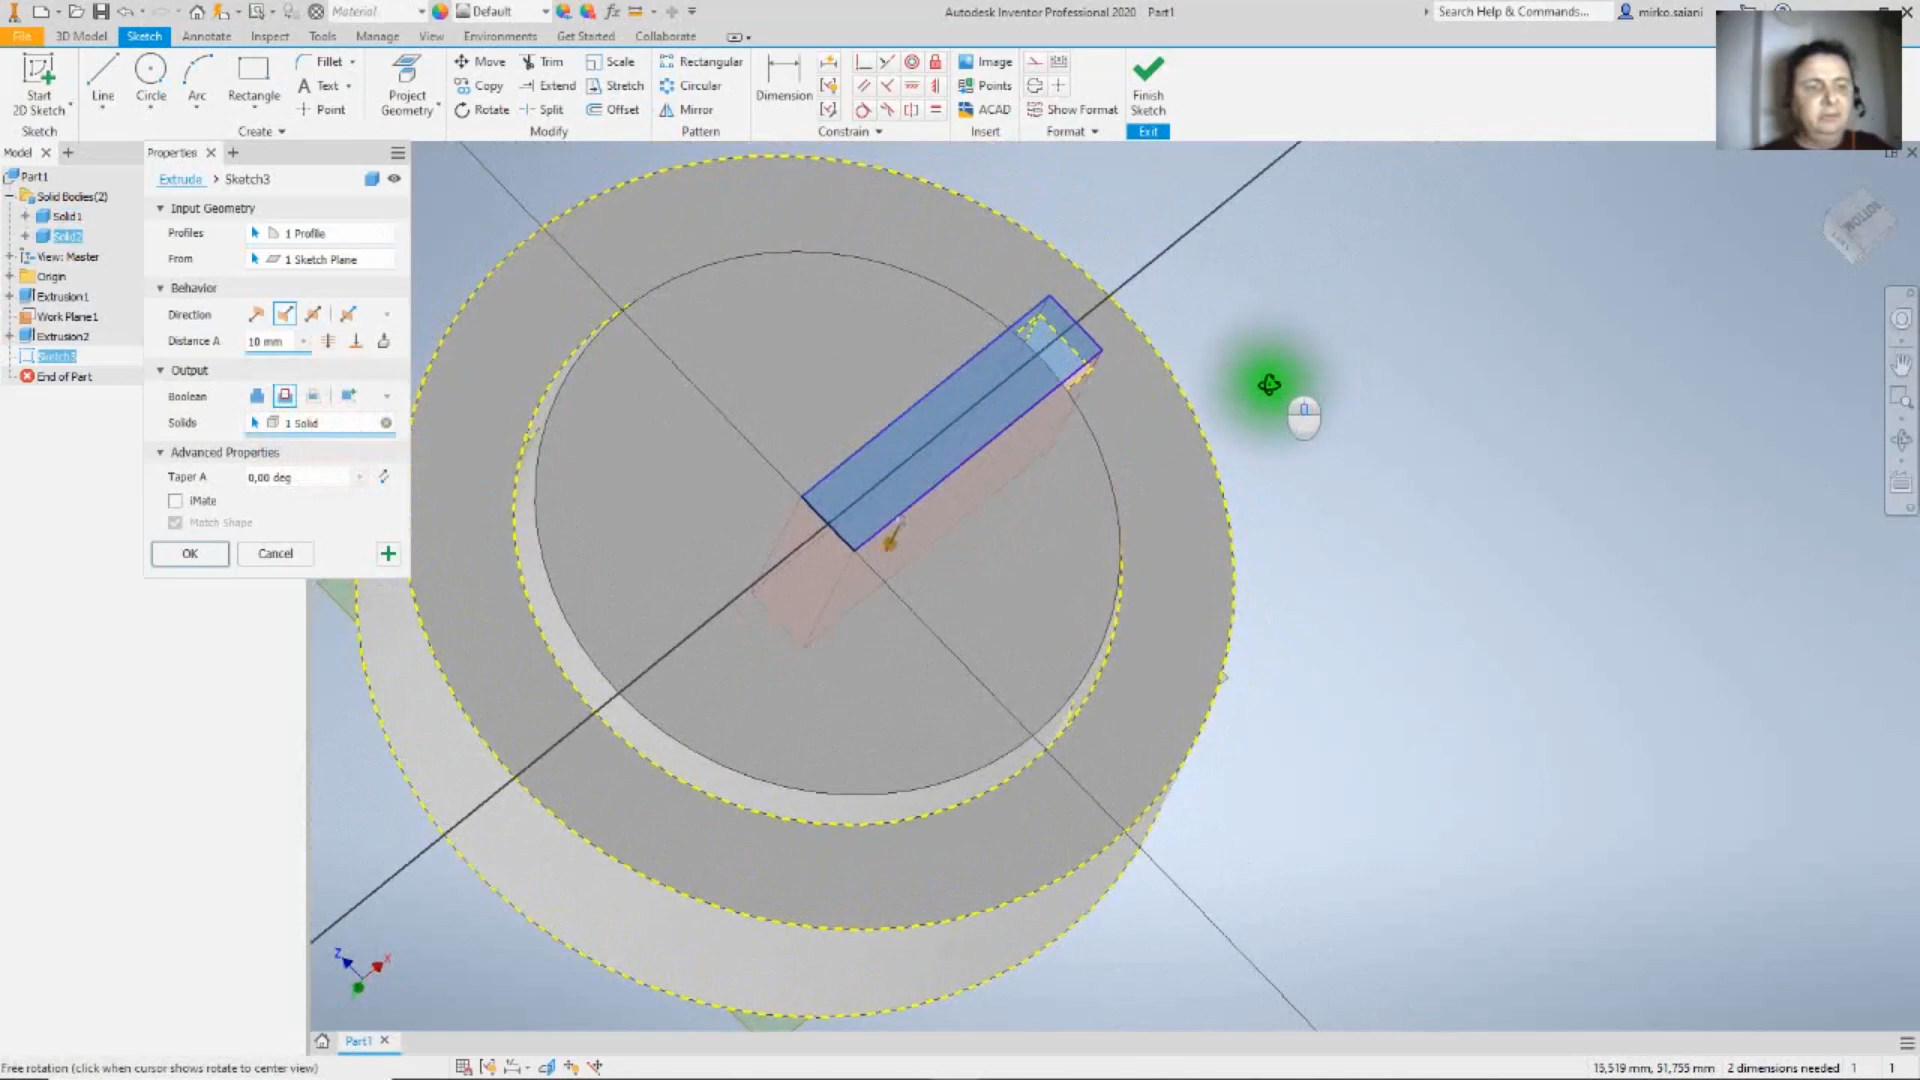 Material
Default
Autodesk Inventor Professional 2020 Part1
Search Help & Commands...
mirko.saiani
File
3D Model
Sketch
Annotate
Inspect
Tools
Manage
View
Environments
Get Started
Collaborate
Start
2D Sketch
Line
Circle
Arc
Rectangle
Fillet
Text
Point
Project
Geometry
Move
Copy
Rotate
Trim
Extend
Split
Scale
Stretch
Offset
Rectangular
Circular
Mirror
Dimension
Image
Points
ACAD
Show Format
Finish
Sketch
Sketch
Create
Modify
Pattern
Constrain
Insert
Format
Exit
Model
Part1
Solid Bodies(2)
Solid1
Solid2
View: Master
Origin
Extrusion1
Work Plane1
Extrusion2
Sketch3
End of Part
Properties
Extrude > Sketch3
Input Geometry
Profiles
1 Profile
From
1 Sketch Plane
Behavior
Direction
Distance A
10 mm
Output
Boolean
Solids
1 Solid
Advanced Properties
Taper A
0,00 deg
iMate
Match Shape
OK
Cancel
BOTTOM
Z
X
Part1
Free rotation (click when cursor shows rotate to center view)
15,519 mm, 51,755 mm
2 dimensions needed
1
1